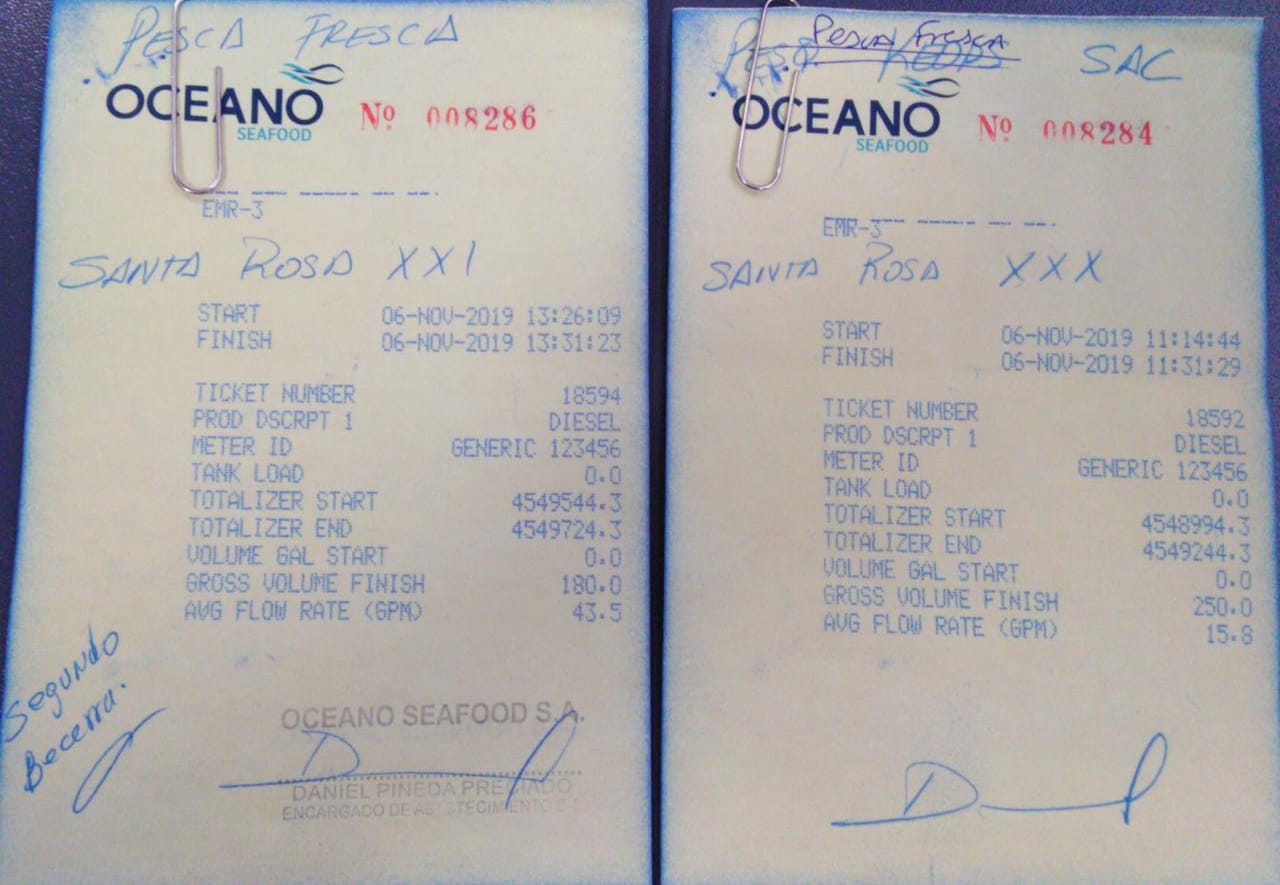 PESCA FRESCA
OCEANO
SEAFOOD
Nº 008286
EMR-3
SANTA ROSA XXI
START 06-NOV-2019 13:26:09
FINISH 06-NOV-2019 13:31:23
TICKET NUMBER 18594
PROD DSCRPT 1 DIESEL
METER ID GENERIC 123456
TANK LOAD 0.0
TOTALIZER START 4549544.3
TOTALIZER END 4549724.3
VOLUME GAL START 0.0
GROSS VOLUME FINISH 180.0
AVG FLOW RATE (GPM) 43.5
Segundo
Becerra.
OCEANO SEAFOOD S.A.
DANIEL PINEDA PRECIADO
ENCARGADO DE
Pesca Fresca
SAC
OCEANO
SEAFOOD
Nº 008284
EMR-3
SANTA ROSA XXX
START 06-NOV-2019 11:14:44
FINISH 06-NOV-2019 11:31:29
TICKET NUMBER 18592
PROD DSCRPT 1 DIESEL
METER ID GENERIC 123456
TANK LOAD 0.0
TOTALIZER START 4548994.3
TOTALIZER END 4549244.3
VOLUME GAL START 0.0
GROSS VOLUME FINISH 250.0
AVG FLOW RATE (GPM) 15.8